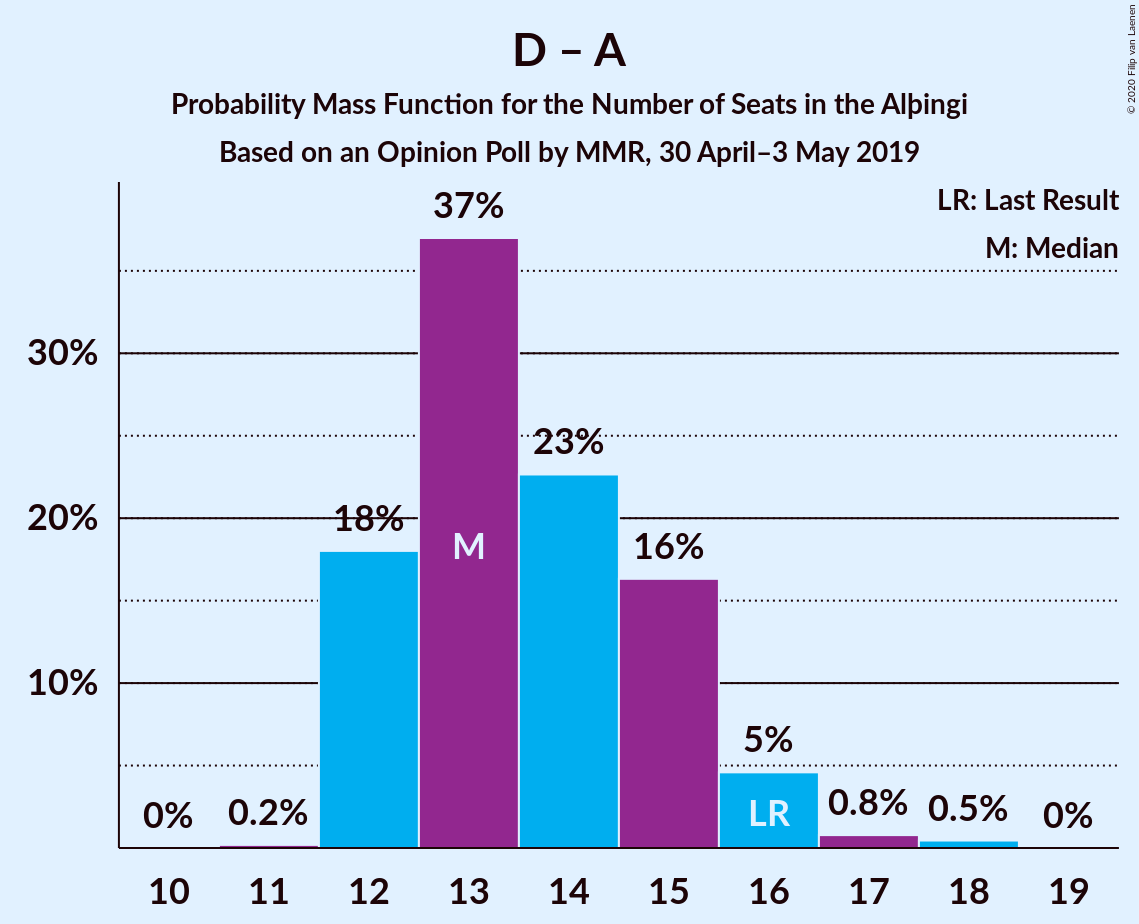 D – A
Probability Mass Function for the Number of Seats in the Alþingi
Based on an Opinion Poll by MMR, 30 April–3 May 2019
© 2020 Filip van Laenen
LR: Last Result
M: Median
37%
30%
23%
20%
18%
16%
M
10%
5%
0%
0.2%
LR
0.8%
0.5%
0%
10 11 12 13 14 15 16 17 18 19